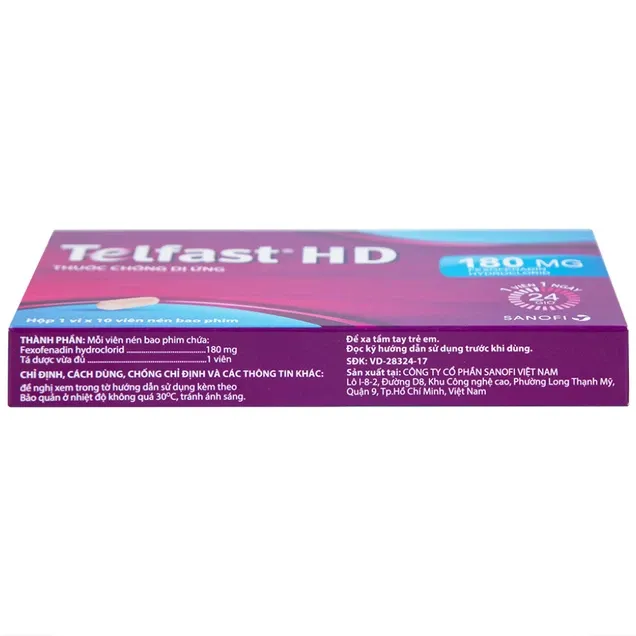 Telfast® HD
THUỐC CHỐNG DỊ ỨNG
180 MG
FEXOFENADIN
HYDROCLORID
1 VIÊN 1 NGÀY
24
GIỜ
SANOFI
Hộp 1 vỉ x 10 viên nén bao phim
THÀNH PHẦN: Mỗi viên nén bao phim chứa:
Fexofenadin hydroclorid ........................180 mg
Tá dược vừa đủ ....................................1 viên
CHỈ ĐỊNH, CÁCH DÙNG, CHỐNG CHỈ ĐỊNH VÀ CÁC THÔNG TIN KHÁC:
đề nghị xem trong tờ hướng dẫn sử dụng kèm theo
Bảo quản ở nhiệt độ không quá 30ºC, tránh ánh sáng.
Để xa tầm tay trẻ em.
Đọc kỹ hướng dẫn sử dụng trước khi dùng.
SĐK: VD-28324-17
Sản xuất tại: CÔNG TY CỔ PHẦN SANOFI VIỆT NAM
Lô I-8-2, Đường D8, Khu Công nghệ cao, Phường Long Thạnh Mỹ,
Quận 9, Tp.Hồ Chí Minh, Việt Nam